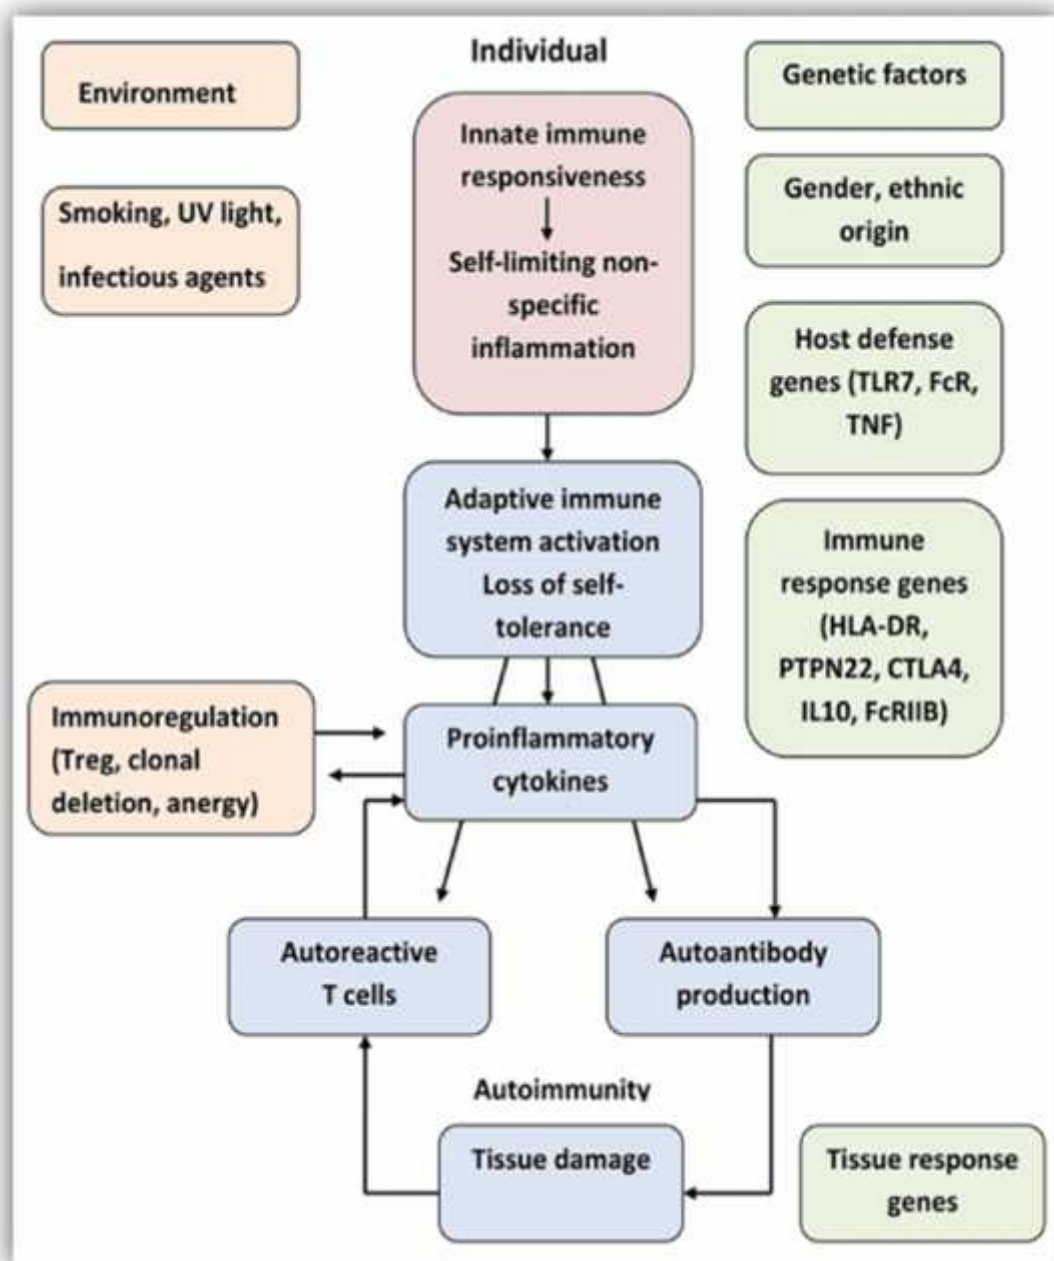 Individual
Environment
Smoking, UV light,
infectious agents
Innate immune
responsiveness
Self-limiting non-
specific
inflammation
Genetic factors
Gender, ethnic
origin
Host defense
genes (TLR7, FcR,
TNF)
Adaptive immune
system activation
Loss of self-
tolerance
Immune
response genes
(HLA-DR,
PTPN22, CTLA4,
IL10, FcRIIB)
Immunoregulation
(Treg, clonal
deletion, anergy)
Proinflammatory
cytokines
Autoreactive
T cells
Autoantibody
production
Autoimmunity
Tissue damage
Tissue response
genes